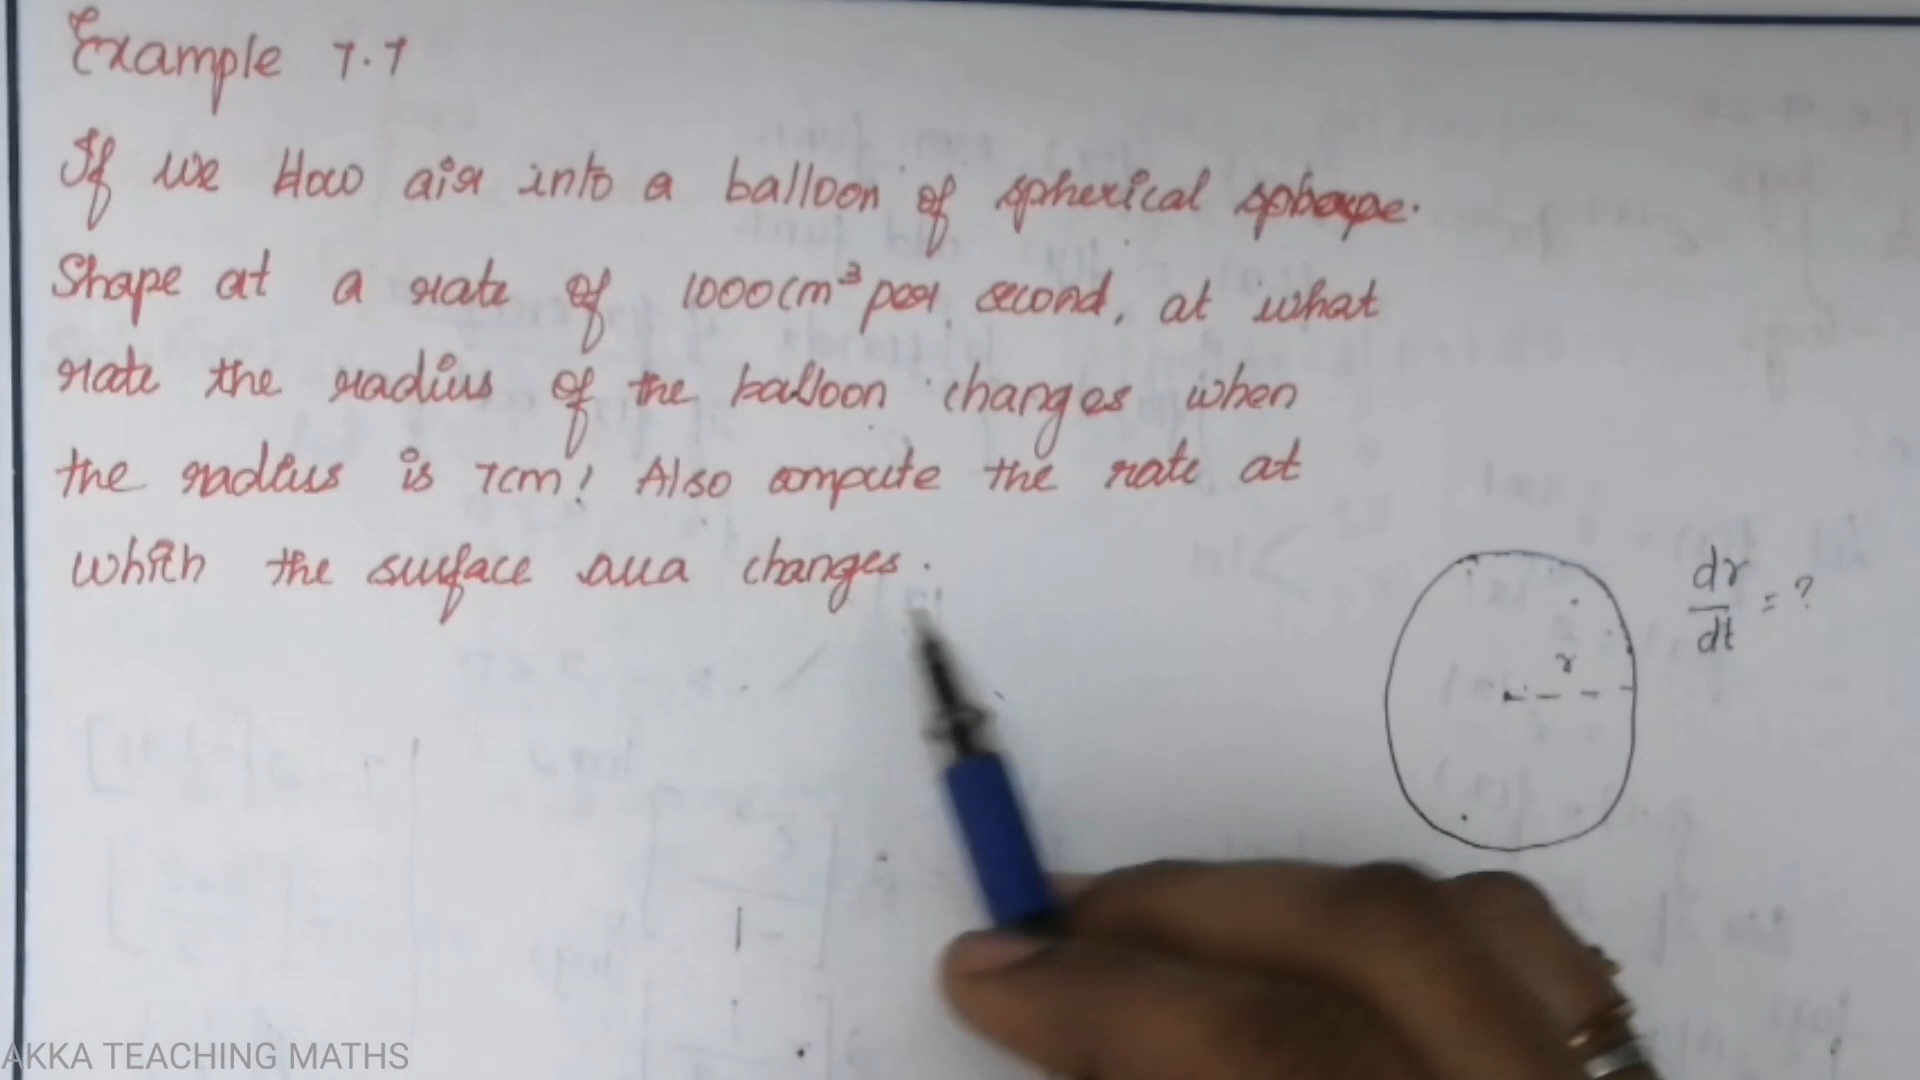 Example 7.7
If we blow air into a balloon of spherical
Shape at a rate of 1000cm³ per second, at what
rate the radius of the balloon changes when
the radius is 7cm? Also compute the rate at
which the surface area changes.
dr/dt = ?
r
AKKA TEACHING MATHS